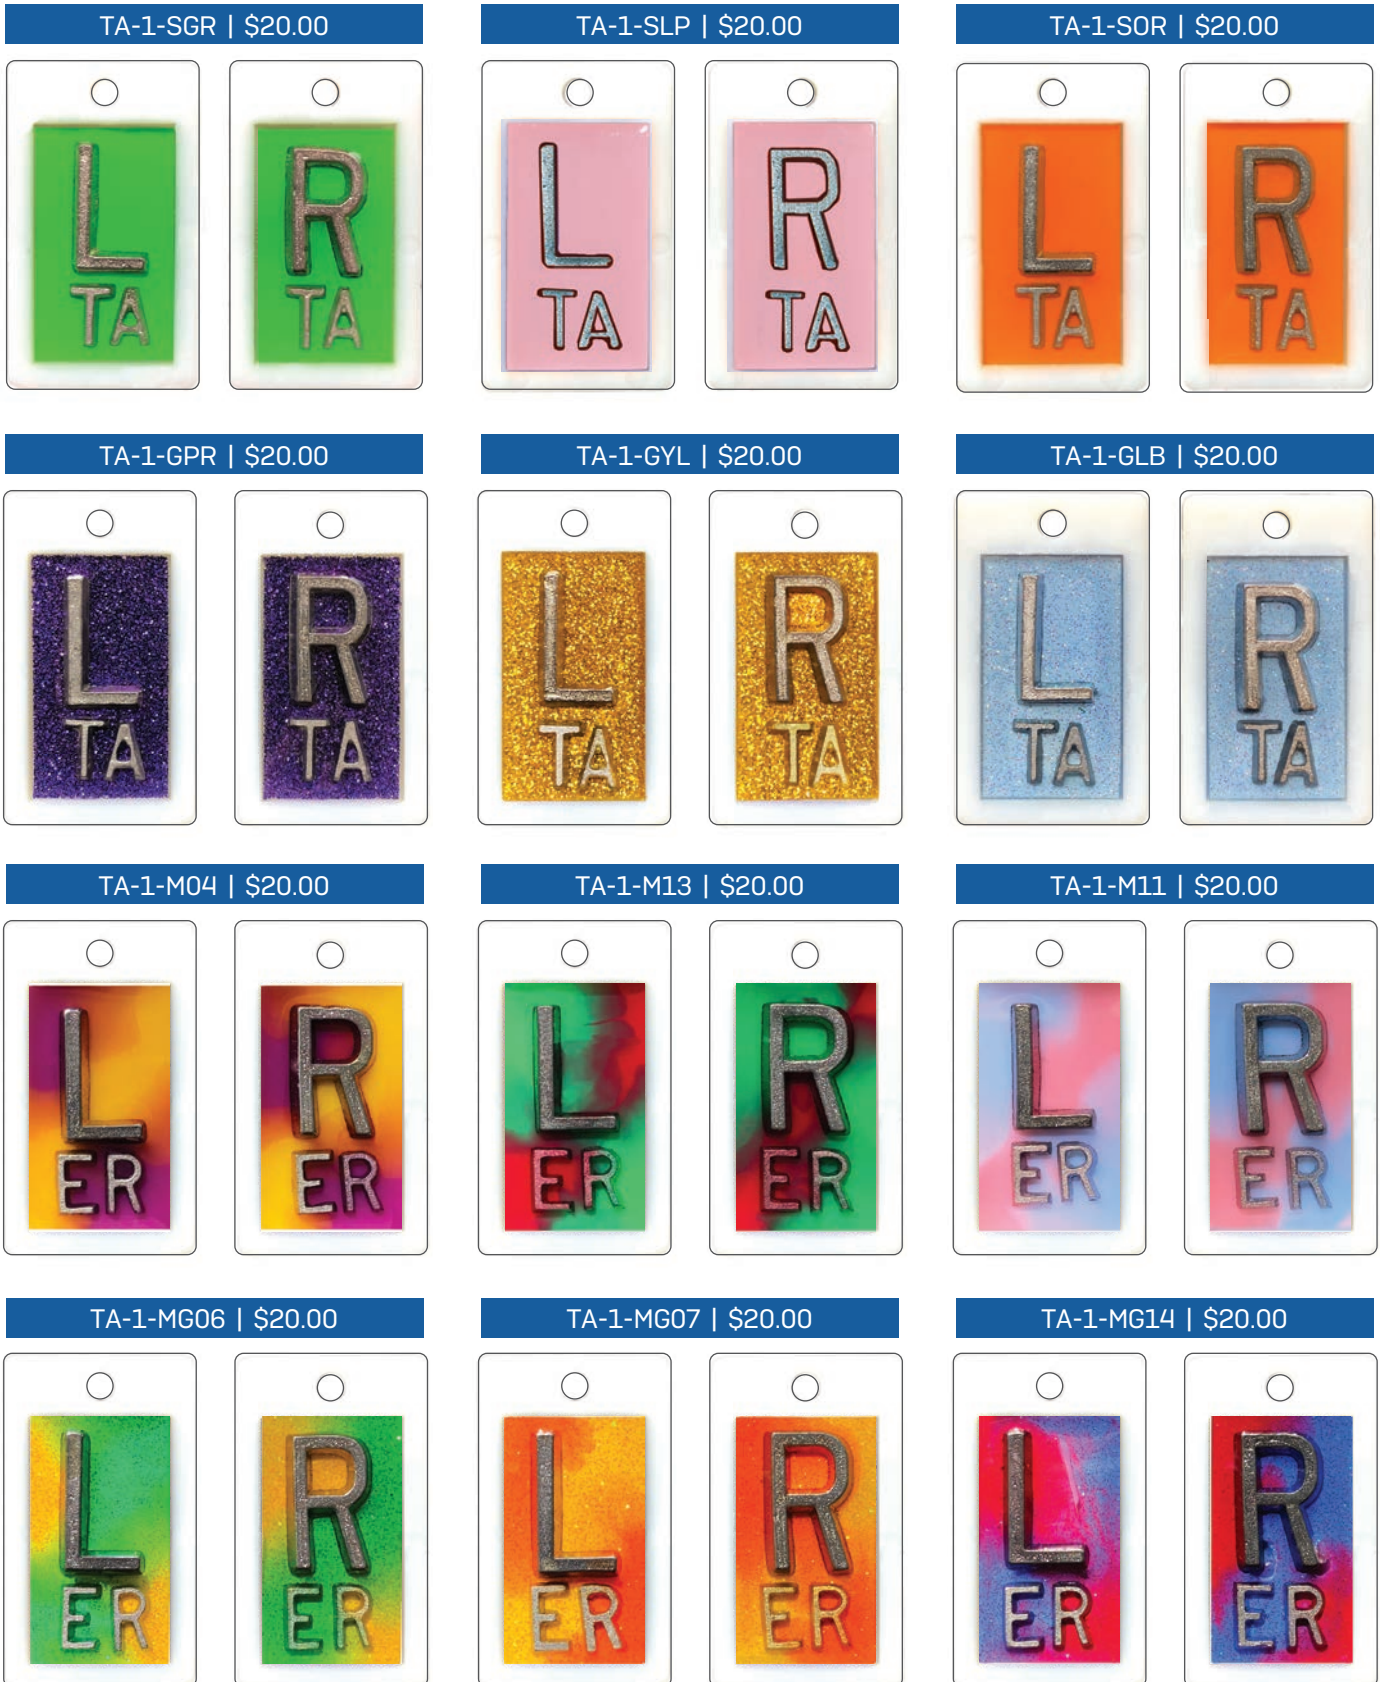 TA-1-SGR | $20.00
TA-1-SLP | $20.00
TA-1-SOR | $20.00
L
R
L
R
L
R
TA
TA
TA
TA
TA
TA
TA-1-GPR | $20.00
TA-1-GYL | $20.00
TA-1-GLB | $20.00
L
R
L
R
L
R
TA
TA
TA
TA
TA
TA
TA-1-M04 | $20.00
TA-1-M13 | $20.00
TA-1-M11 | $20.00
L
R
L
R
L
R
ER
ER
ER
ER
ER
ER
TA-1-MG06 | $20.00
TA-1-MG07 | $20.00
TA-1-MG14 | $20.00
L
R
L
R
L
R
ER
ER
ER
ER
ER
ER